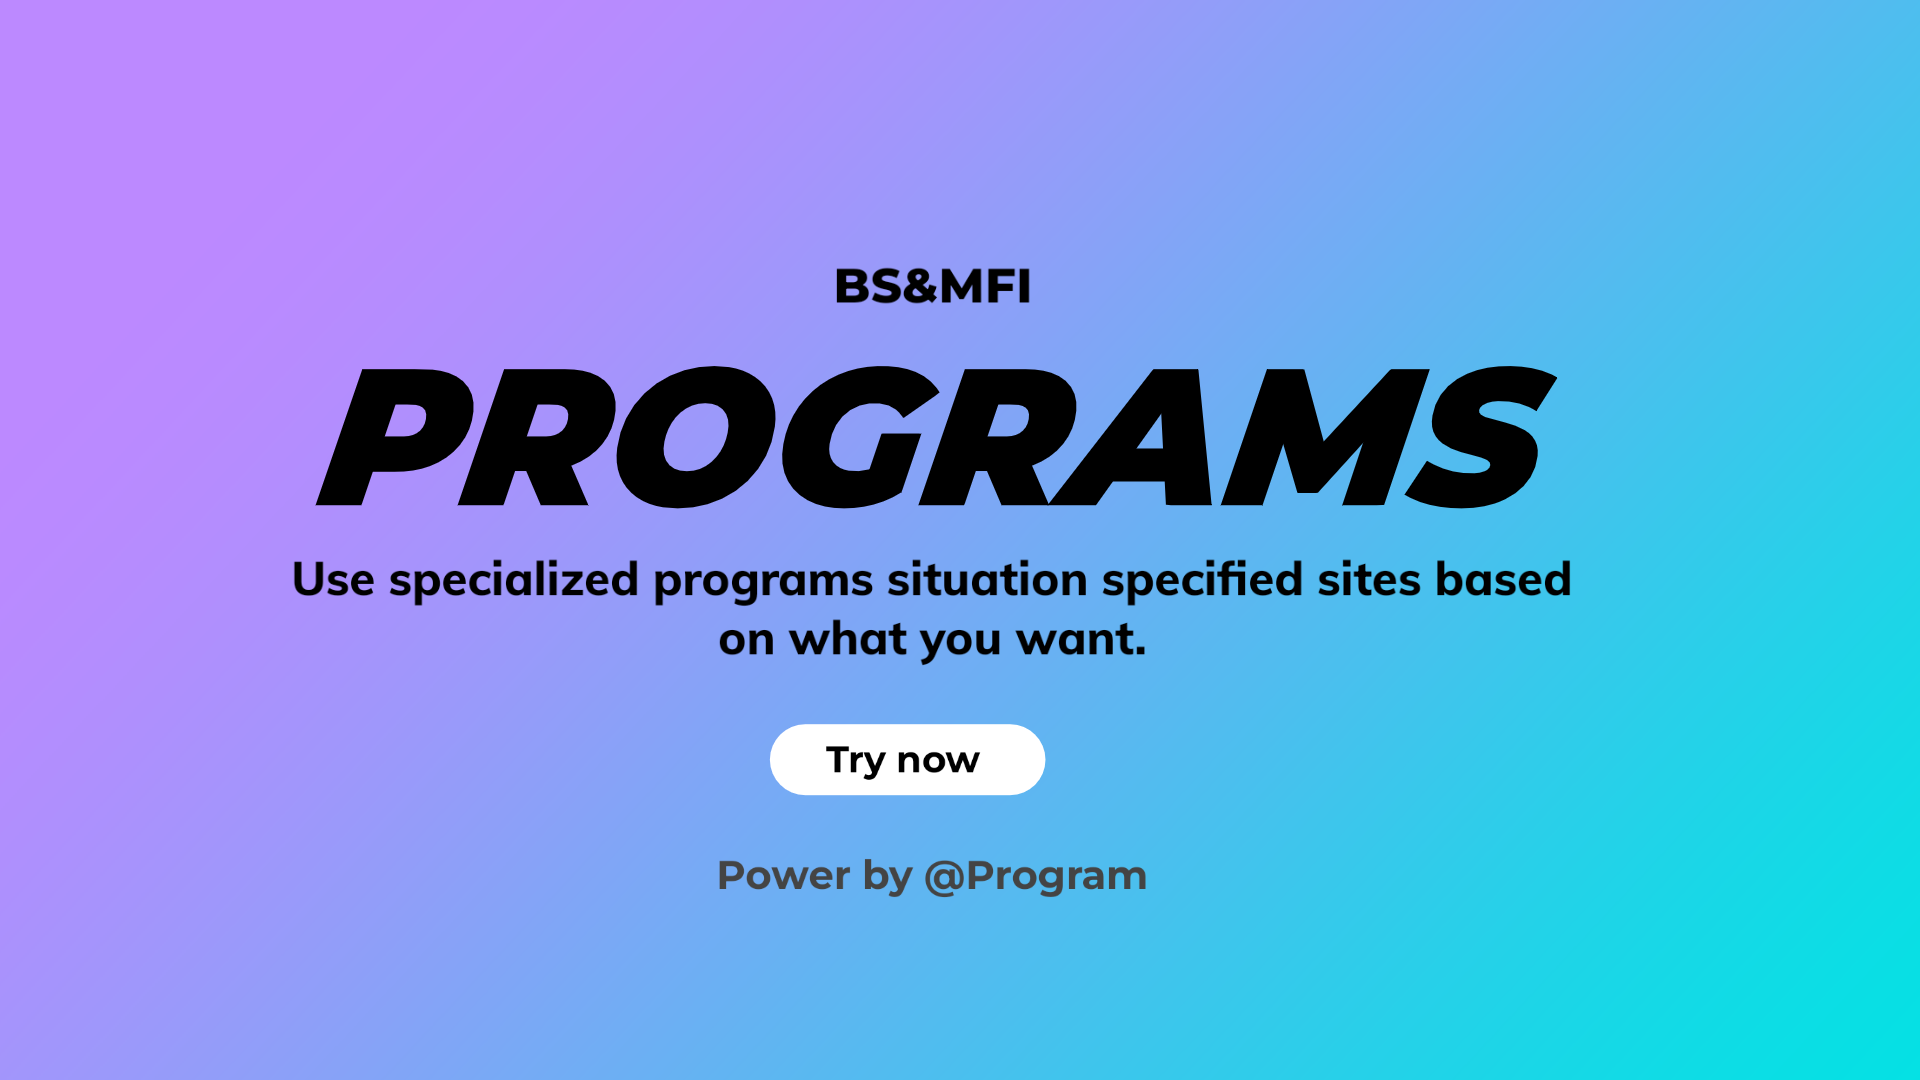 BS&MFI
PROGRAMS
Use specialized programs situation specified sites based
on what you want.
Try now
Power by @Program